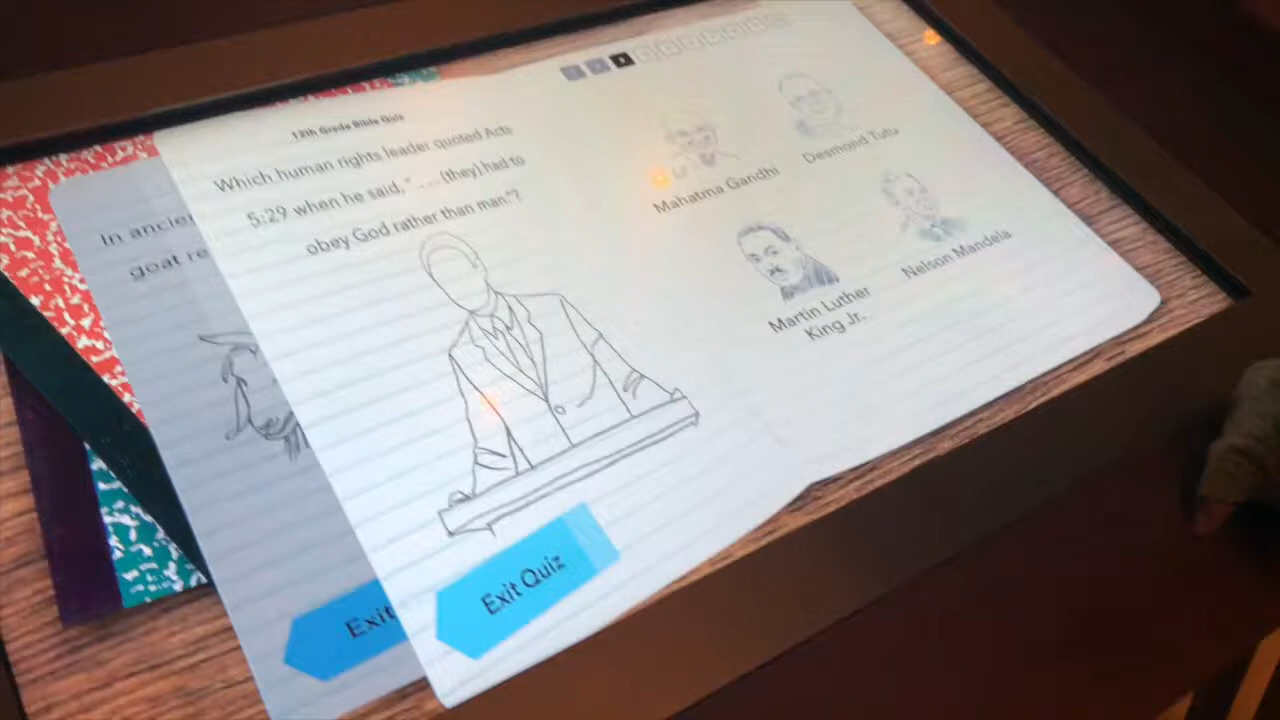 12th Grade Bible Quiz
Which human rights leader quoted Acts
5:29 when he said, "....(they) had to
obey God rather than man."?
Mahatma Gandhi
Desmond Tutu
Martin Luther
King Jr.
Nelson Mandela
Exit Quiz
In ancient
goat re
Exit